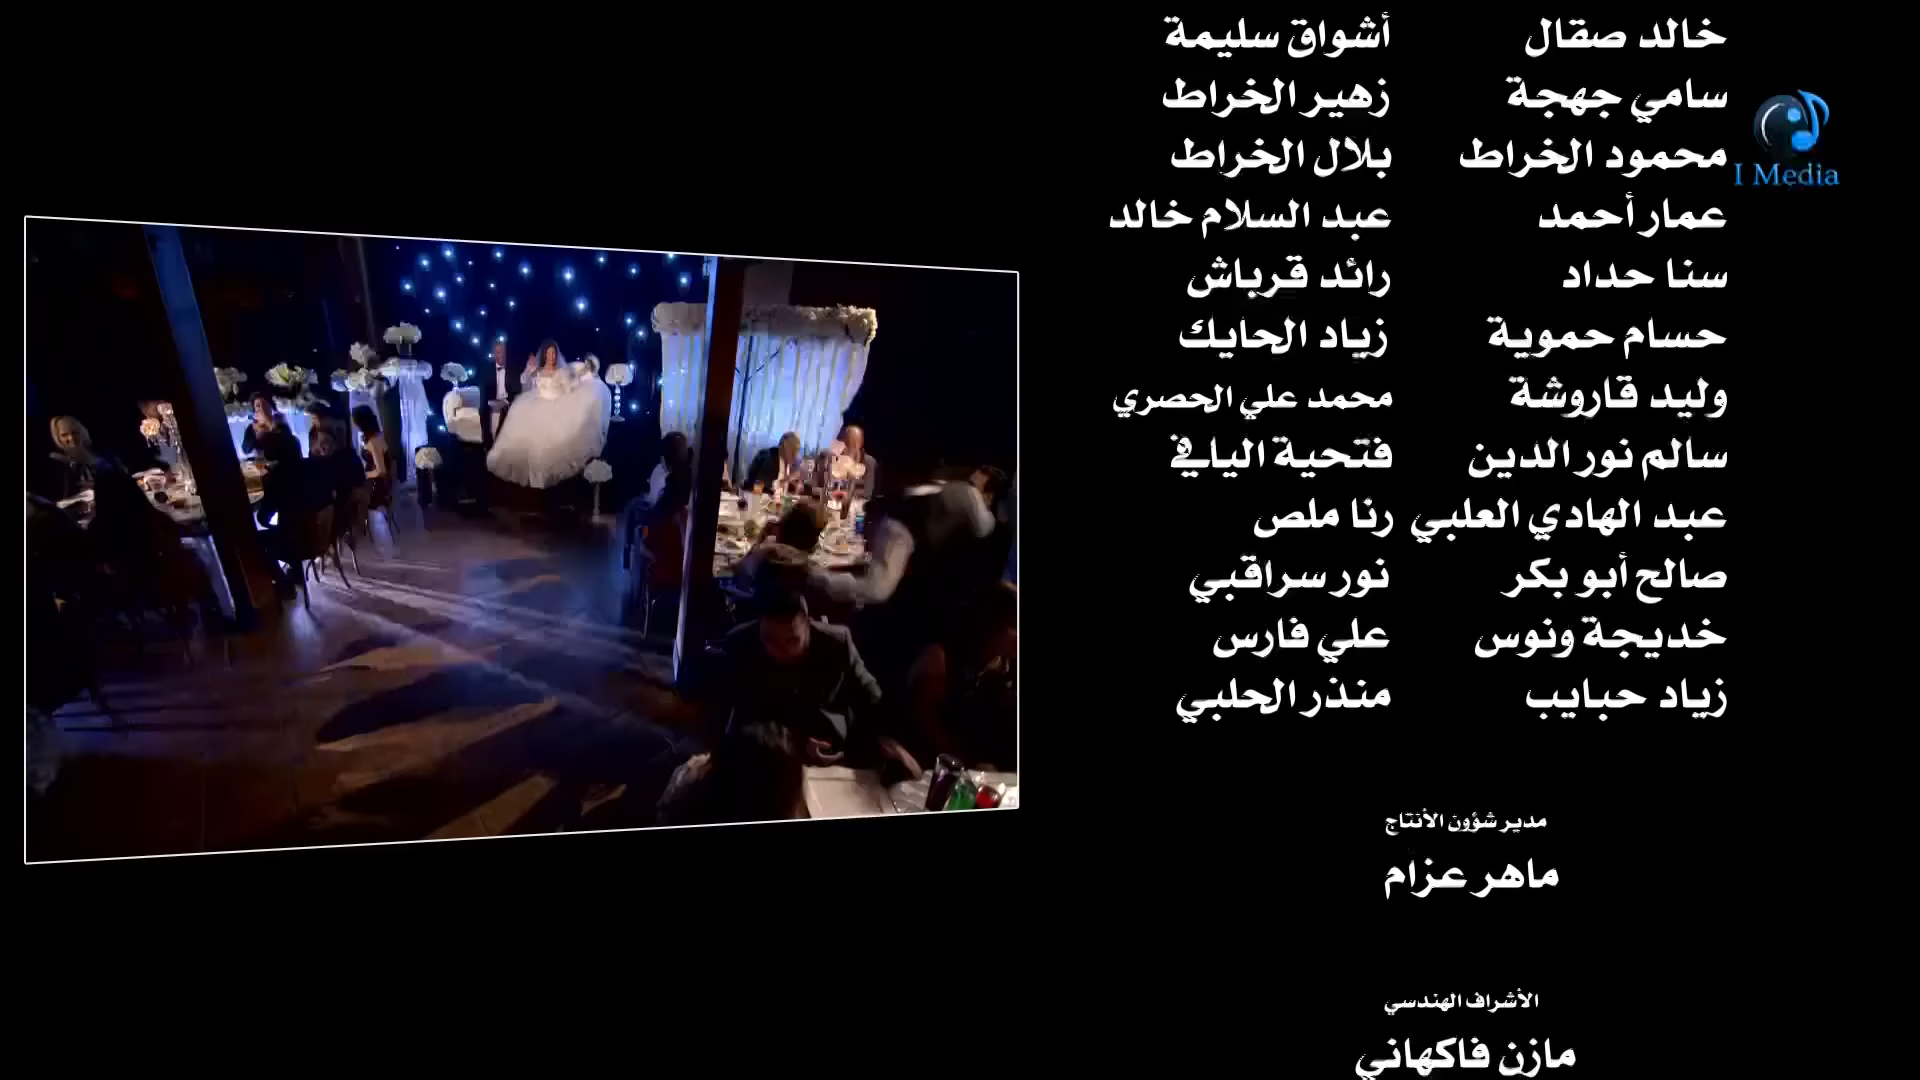 خالد صقال أشواق سليمة
سامي جهجة زهير الخراط
محمود الخراط بلال الخراط
عمار أحمد عبد السلام خالد
سنا حداد رائد قرباش
حسام حموية زياد الحايك
وليد قاروشة محمد علي الحصري
سالم نور الدين فتحية اليافي
عبد الهادي العلبي رنا ملص
صالح أبو بكر نور سراقبي
خديجة ونوس علي فارس
زياد حبايب منذر الحلبي
I Media
مدير شؤون الأنتاج
ماهر عزام
الأشراف الهندسي
مازن فاكهاني